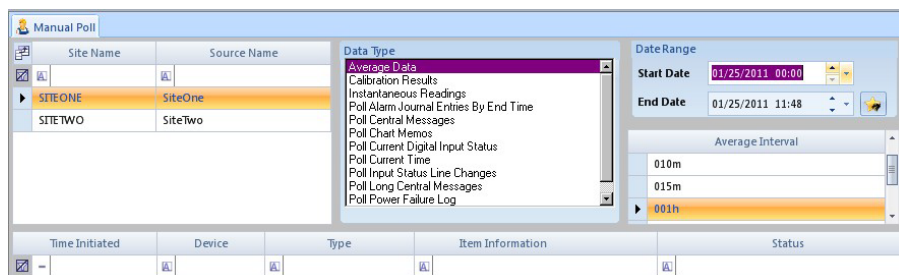 Manual Poll
Site Name Source Name
SITEONE SiteOne
SITETWO SiteTwo
Data Type
Average Data
Calibration Results
Instantaneous Readings
Poll Alarm Journal Entries By End Time
Poll Central Messages
Poll Chart Memos
Poll Current Digital Input Status
Poll Current Time
Poll Input Status Line Changes
Poll Long Central Messages
Poll Power Failure Log
Date Range
Start Date 01/25/2011 00:00
End Date 01/25/2011 11:48
Average Interval
010m
015m
001h
Time Initiated Device Type Item Information Status